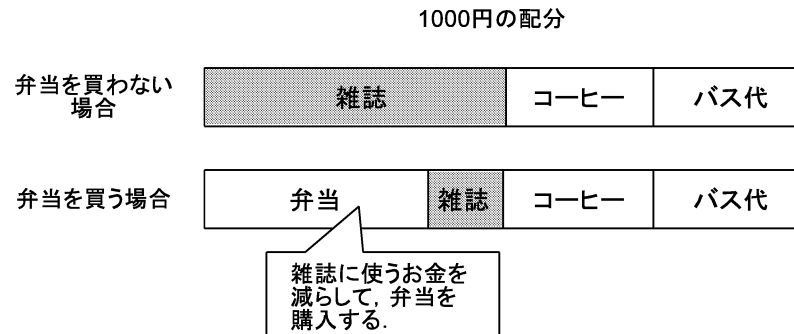 1000円の配分
弁当を買わない
場合
雑誌
コーヒー
バス代
弁当を買う場合
弁当
雑誌
コーヒー
バス代
雑誌に使うお金を
減らして，弁当を
購入する．